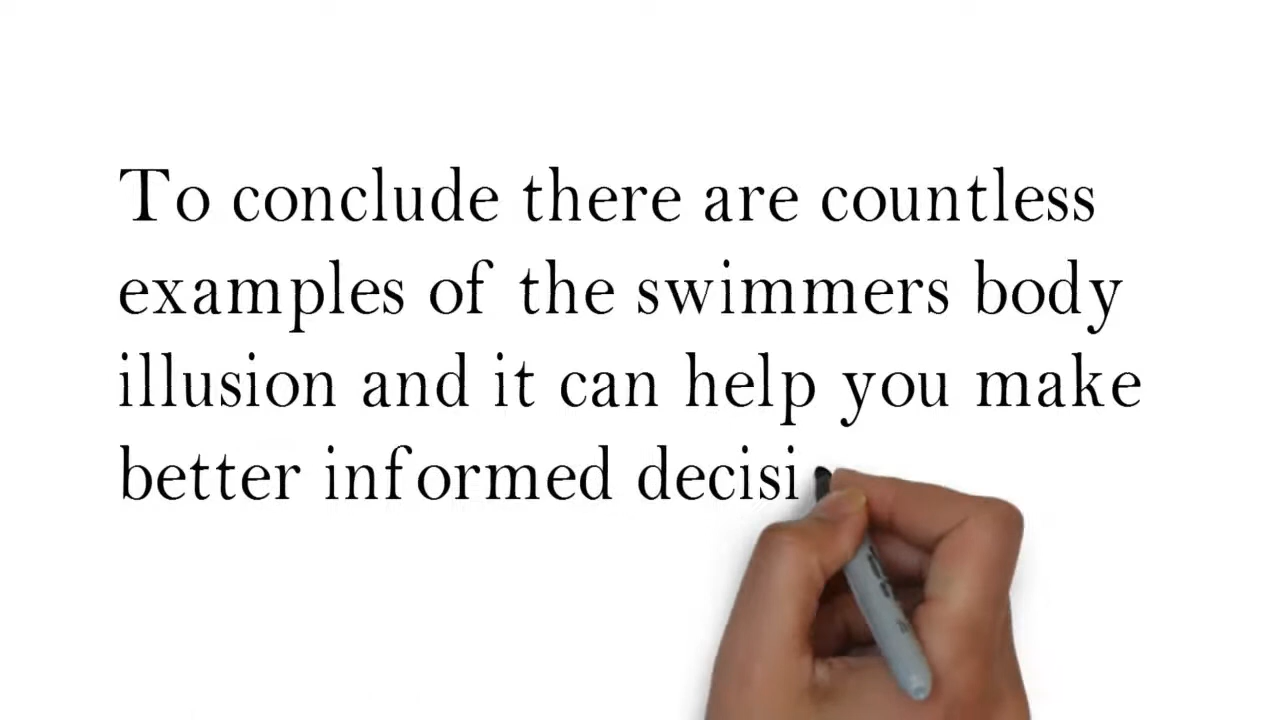 To conclude there are countless
examples of the swimmers body
illusion and it can help you make
better informed decisi